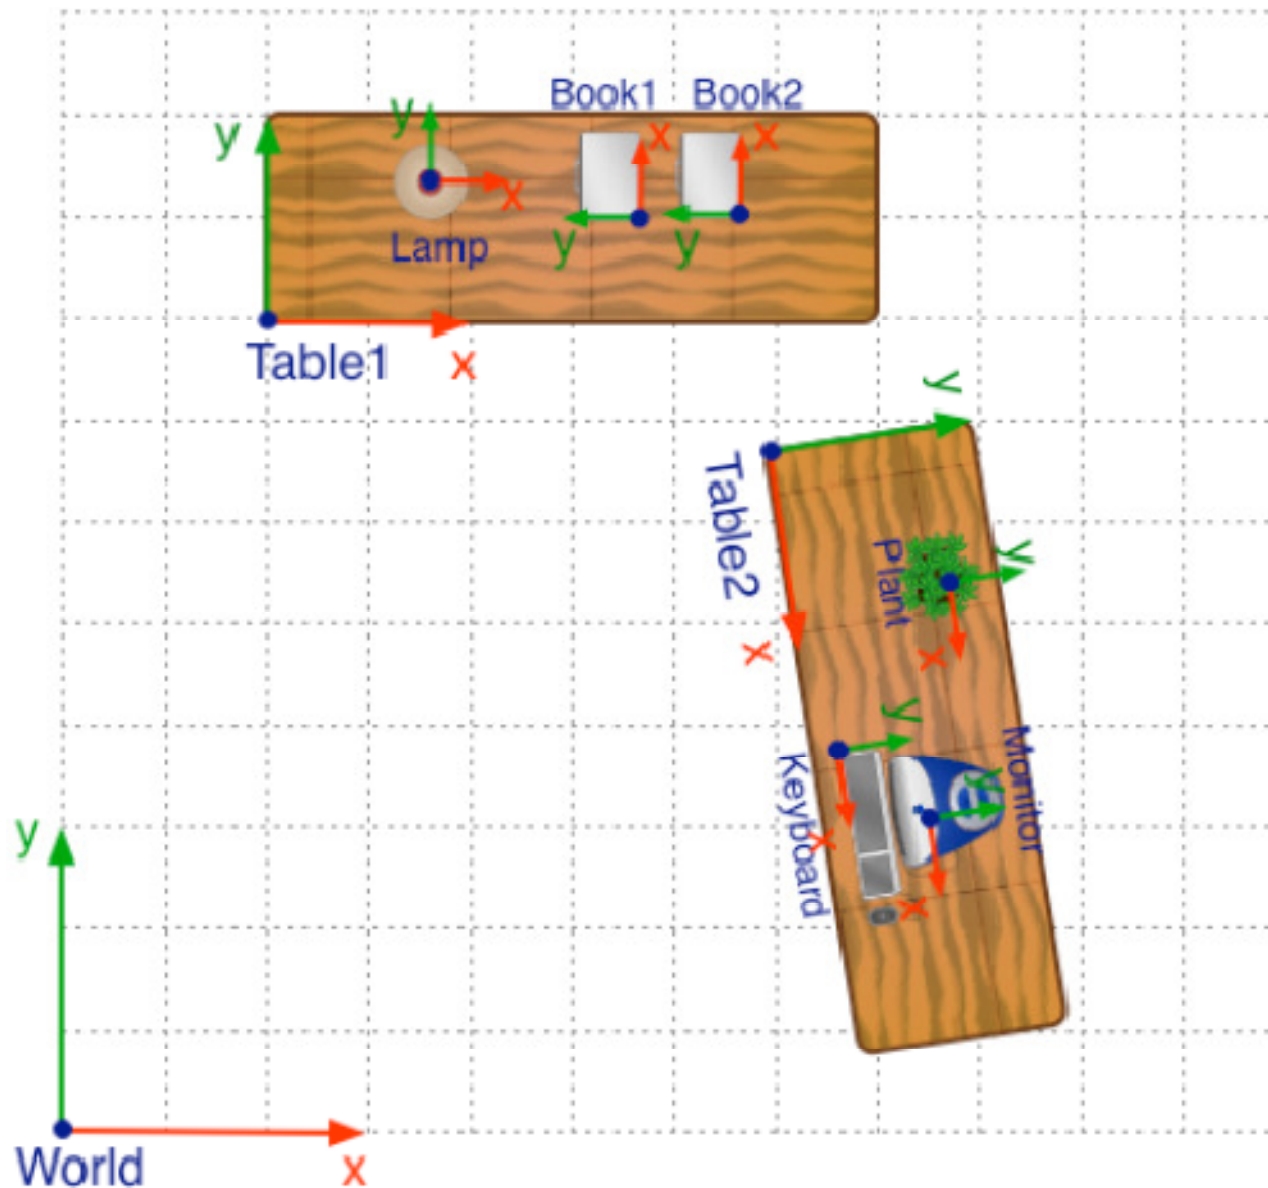 Book1 Book2
y
y
x
x
x
y
y
Lamp
Table1
x
y
Table2
Plant
y
x
x
y
Keyboard
Monitor
y
x
x
y
World
x